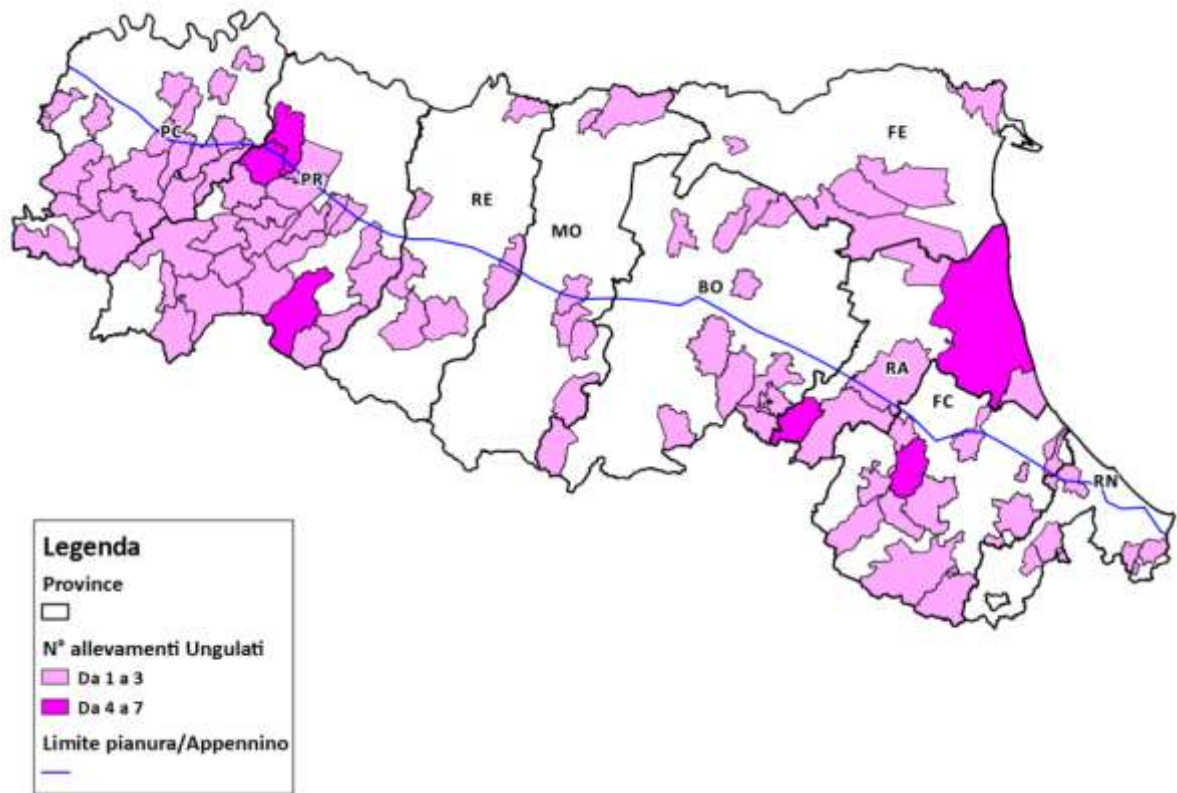 FE
PC
PR
RE
MO
BO
RA
FC
RN
Legenda
Province
N° allevamenti Ungulati
Da 1 a 3
Da 4 a 7
Limite pianura/Appennino